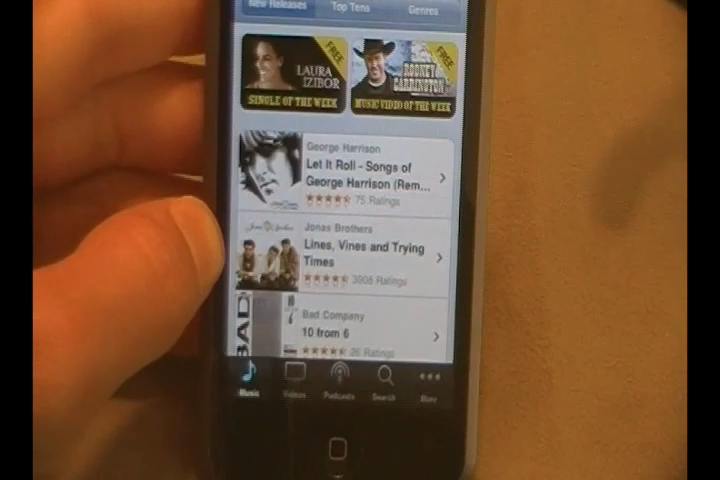 New Releases Top Tens Genres
FREE
LAURA
IZIBOR
SINGLE OF THE WEEK
FREE
RODNEY
CARRINGTON
MUSIC VIDEO OF THE WEEK
George Harrison
Let It Roll - Songs of
George Harrison (Rem...
75 Ratings
Jonas Brothers
Jonas Brothers
Lines, Vines and Trying
Times
3908 Ratings
BAD
Bad Company
10 from 6
26 Ratings
Music Videos Podcasts Search More